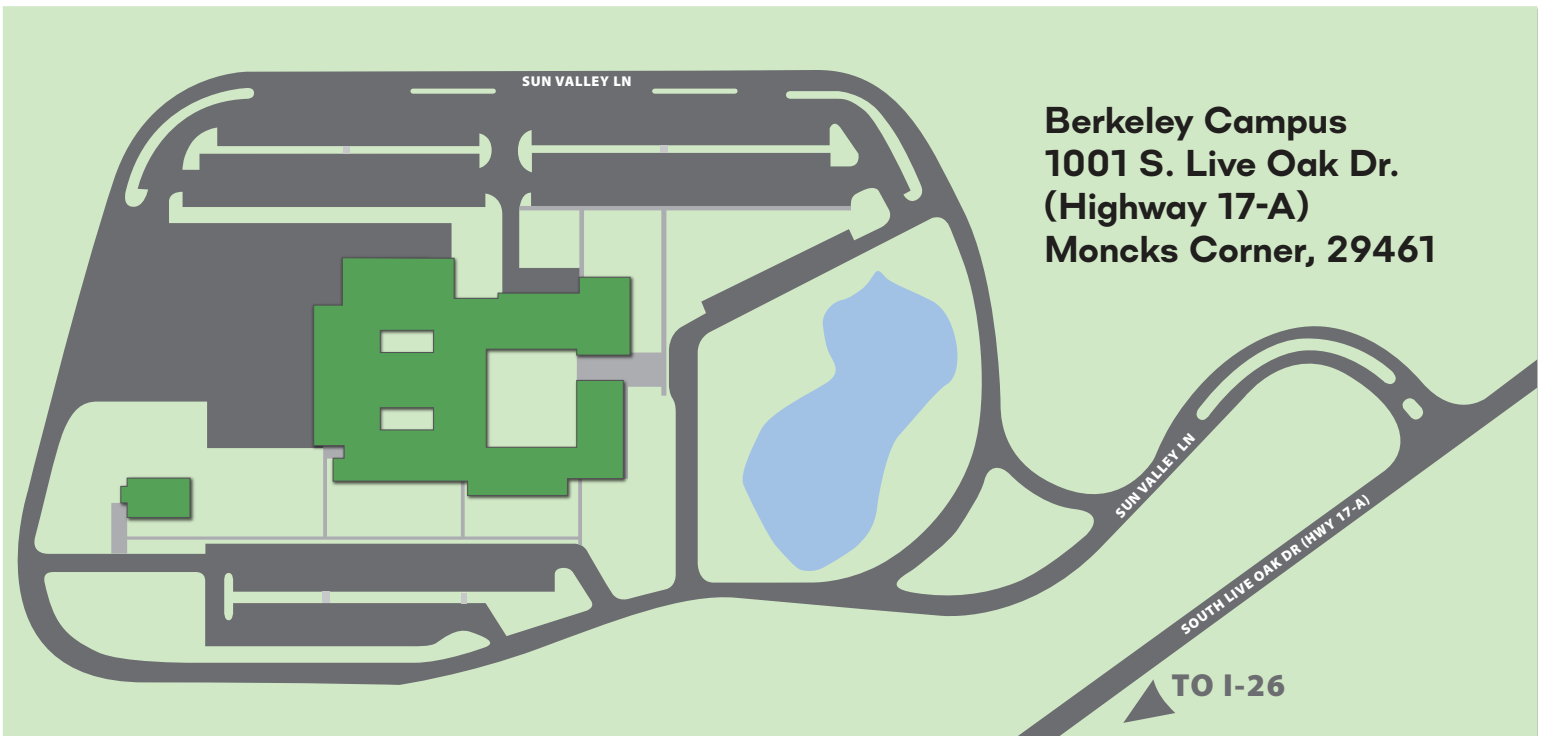 SUN VALLEY LN
Berkeley Campus
1001 S. Live Oak Dr.
(Highway 17-A)
Moncks Corner, 29461
SUN VALLEY LN
SOUTH LIVE OAK DR (HWY 17-A)
TO I-26